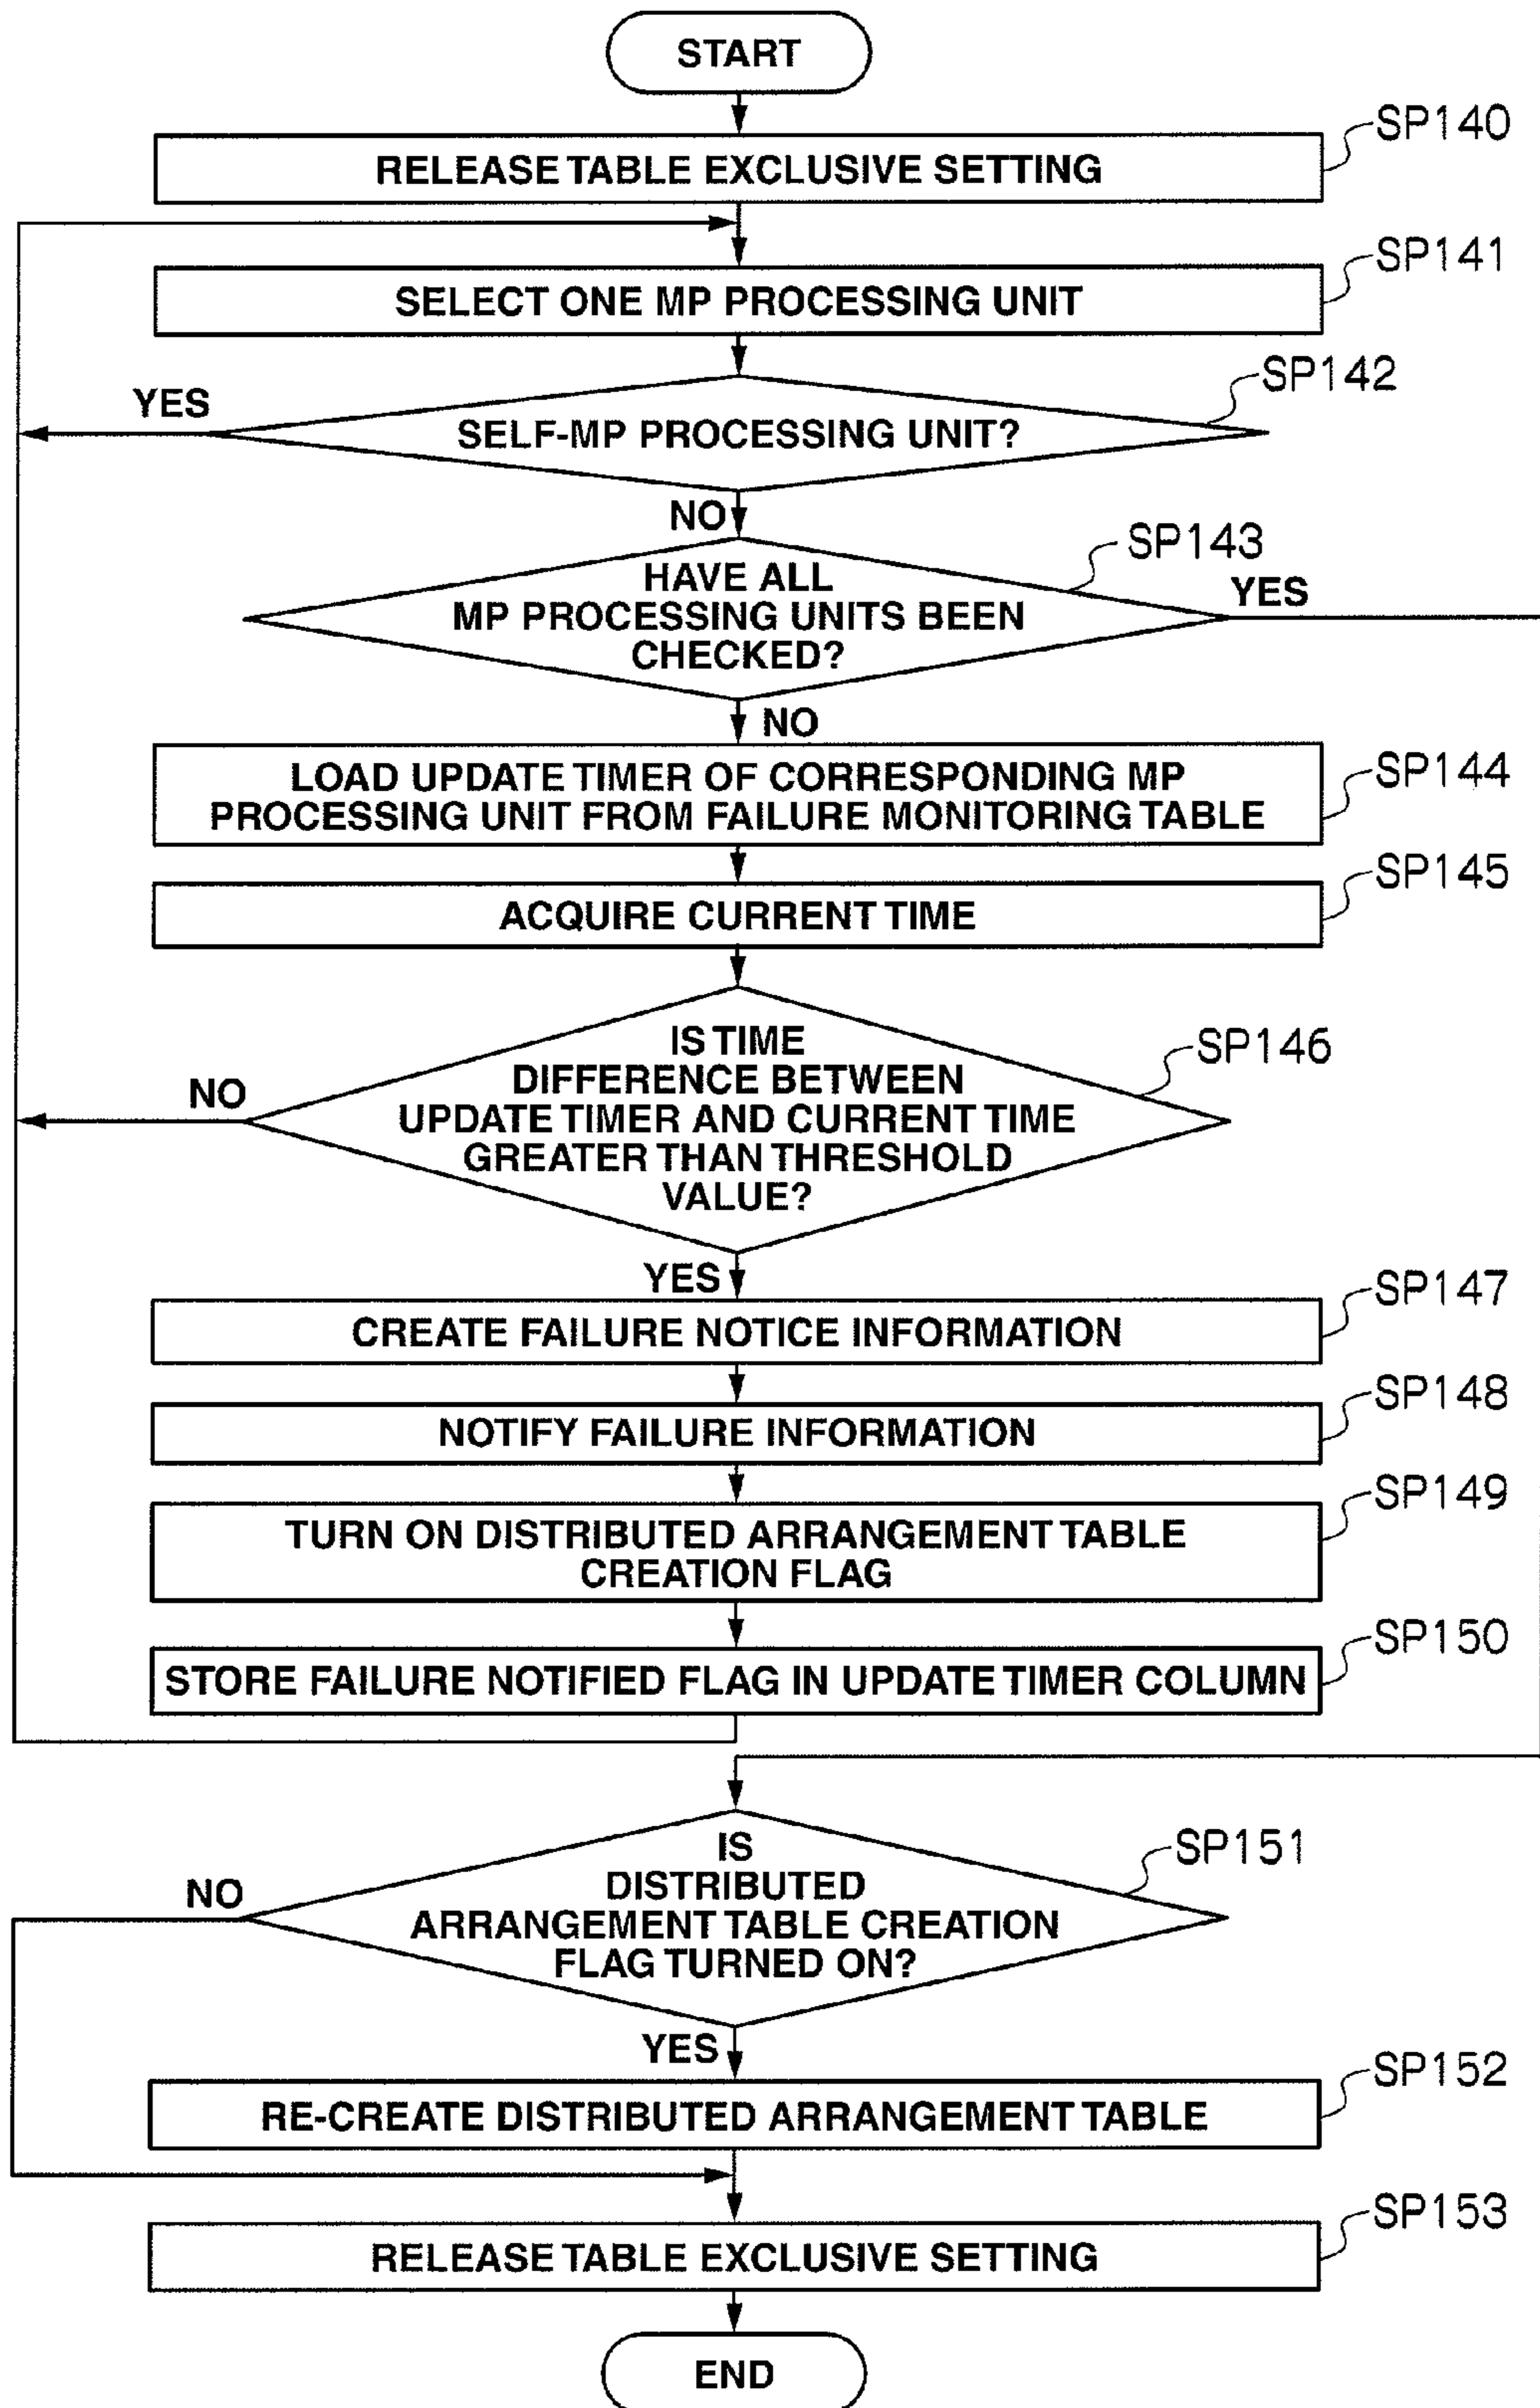 START
SP140
RELEASE TABLE EXCLUSIVE SETTING
SP141
SELECT ONE MP PROCESSING UNIT
SP142
YES
SELF-MP PROCESSING UNIT?
NO
SP143
HAVE ALL
MP PROCESSING UNITS BEEN
CHECKED?
YES
NO
SP144
LOAD UPDATE TIMER OF CORRESPONDING MP
PROCESSING UNIT FROM FAILURE MONITORING TABLE
SP145
ACQUIRE CURRENT TIME
SP146
IS TIME
DIFFERENCE BETWEEN
UPDATE TIMER AND CURRENT TIME
GREATER THAN THRESHOLD
VALUE?
NO
YES
SP147
CREATE FAILURE NOTICE INFORMATION
SP148
NOTIFY FAILURE INFORMATION
SP149
TURN ON DISTRIBUTED ARRANGEMENT TABLE
CREATION FLAG
SP150
STORE FAILURE NOTIFIED FLAG IN UPDATE TIMER COLUMN
SP151
IS
DISTRIBUTED
ARRANGEMENT TABLE CREATION
FLAG TURNED ON?
NO
YES
SP152
RE-CREATE DISTRIBUTED ARRANGEMENT TABLE
SP153
RELEASE TABLE EXCLUSIVE SETTING
END